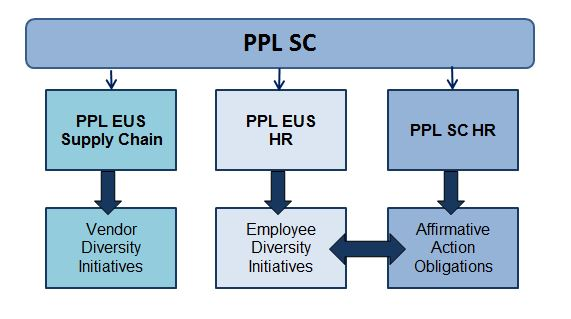 PPL SC
PPL EUS
Supply Chain
PPL EUS
HR
PPL SC HR
Vendor
Diversity
Initiatives
Employee
Diversity
Initiatives
Affirmative
Action
Obligations